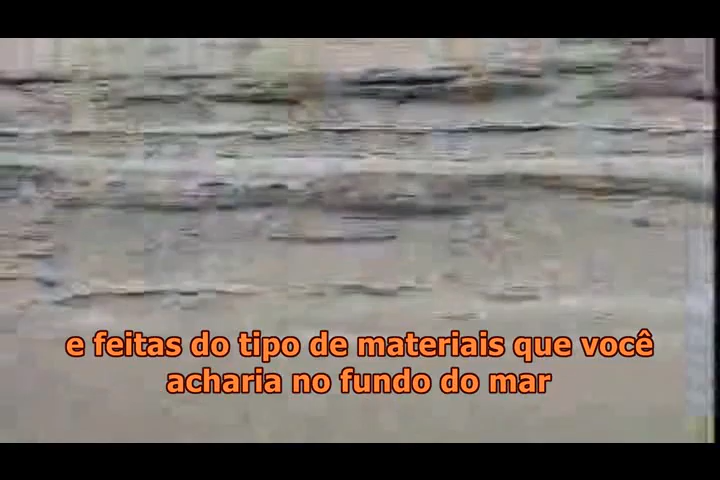 e feitas do tipo de materiais que você
acharia no fundo do mar